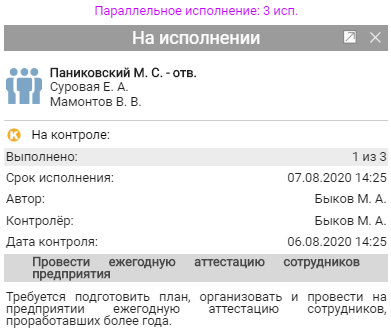 Параллельное исполнение: 3 исп.
На исполнении
Паниковский М. С. - отв.
Суровая Е. А.
Мамонтов В. В.
К На контроле:
Выполнено: 1 из 3
Срок исполнения: 07.08.2020 14:25
Автор: Быков М. А.
Контролёр: Быков М. А.
Дата контроля: 06.08.2020 14:25
Провести ежегодную аттестацию сотрудников
предприятия
Требуется подготовить план, организовать и провести на
предприятии ежегодную аттестацию сотрудников,
проработавших более года.